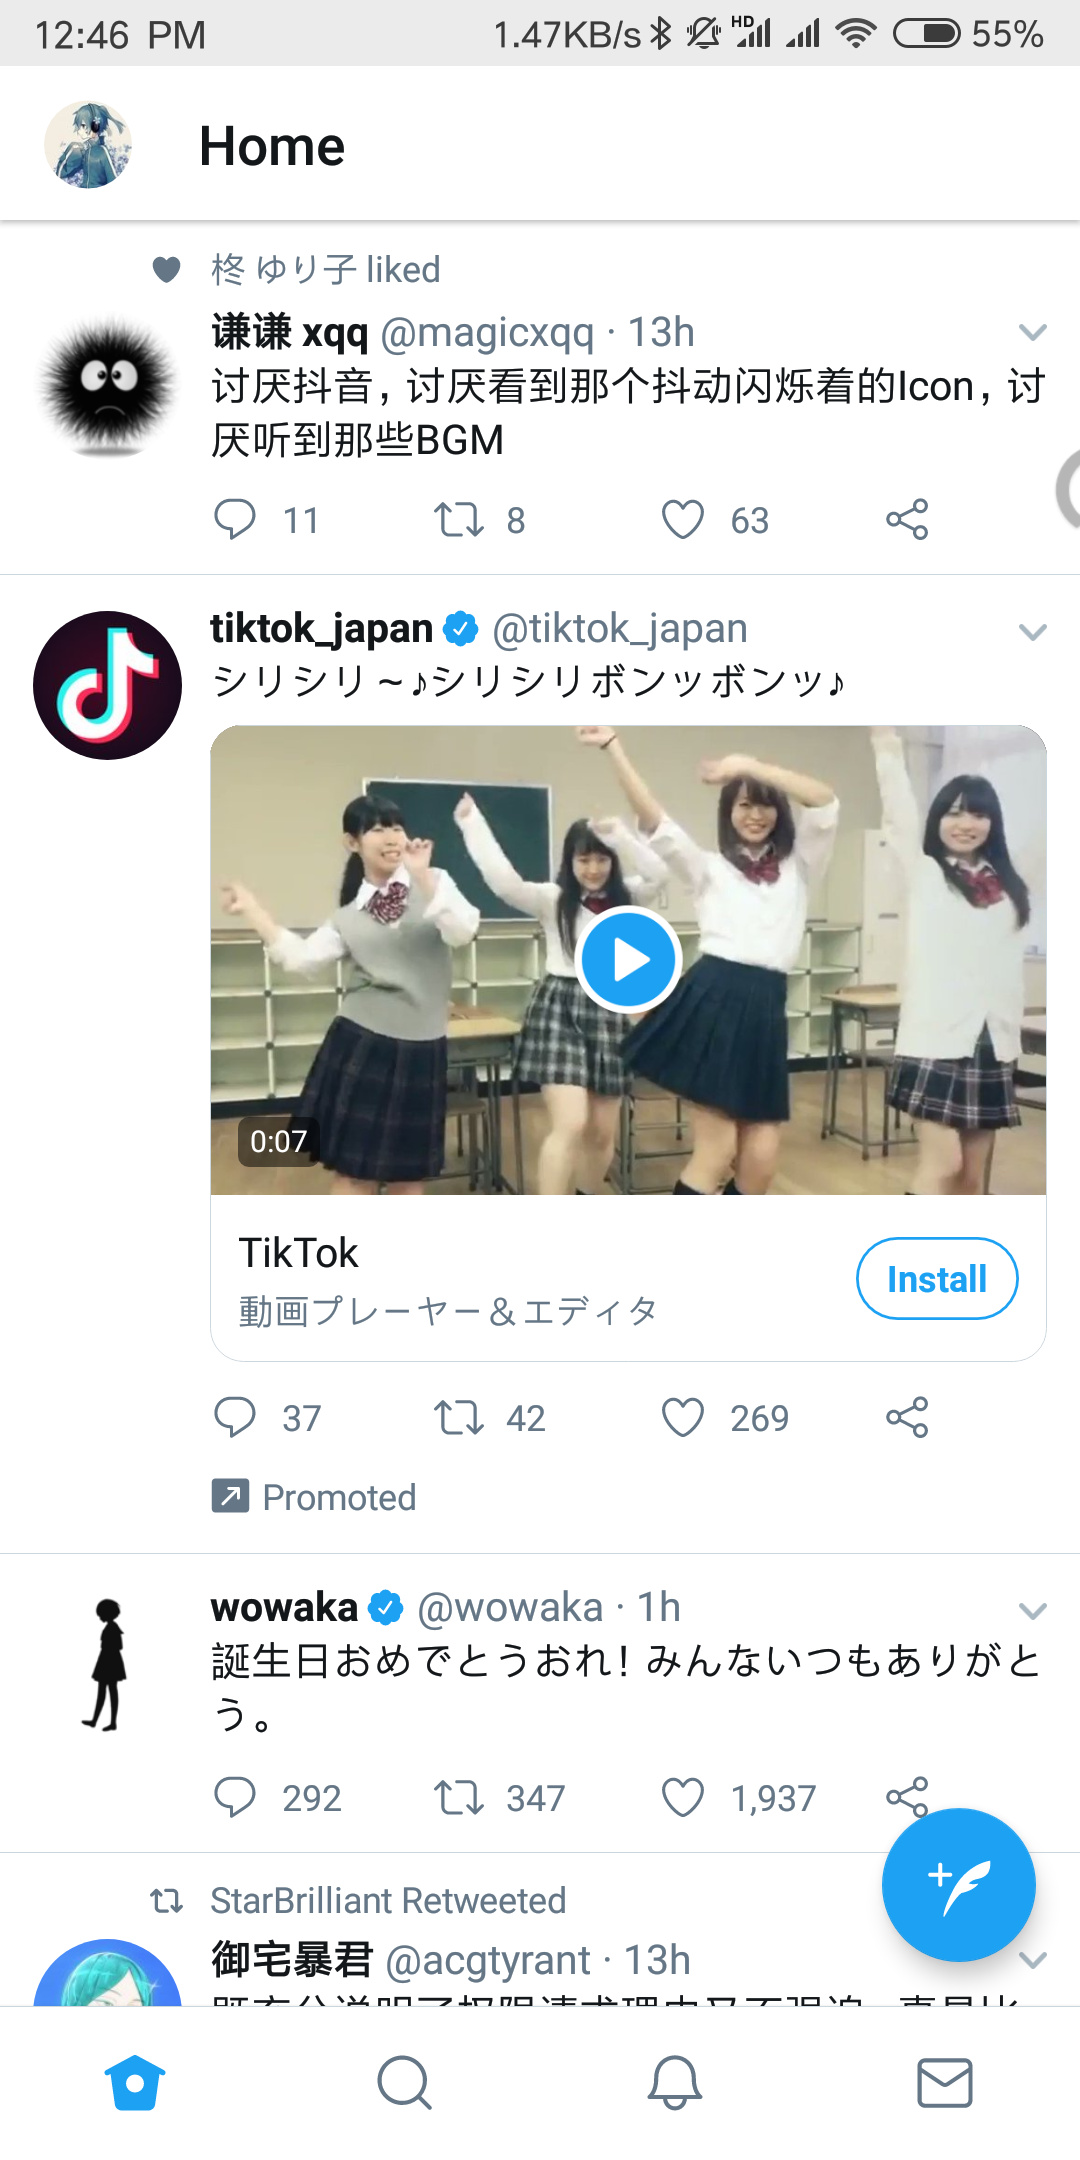 12:46 PM 1.47KB/s HD 55%
Home
柊 ゆり子 liked
谦谦 xqq @magicxqq · 13h
讨厌抖音，讨厌看到那个抖动闪烁着的Icon，讨
厌听到那些BGM
11 8 63
tiktok_japan @tiktok_japan
シリシリ～♪シリシリボンッボンッ♪
0:07
TikTok
動画プレーヤー＆エディタ
Install
37 42 269
Promoted
wowaka @wowaka · 1h
誕生日おめでとうおれ！みんないつもありがと
う。
292 347 1,937
StarBrilliant Retweeted
御宅暴君 @acgtyrant · 13h